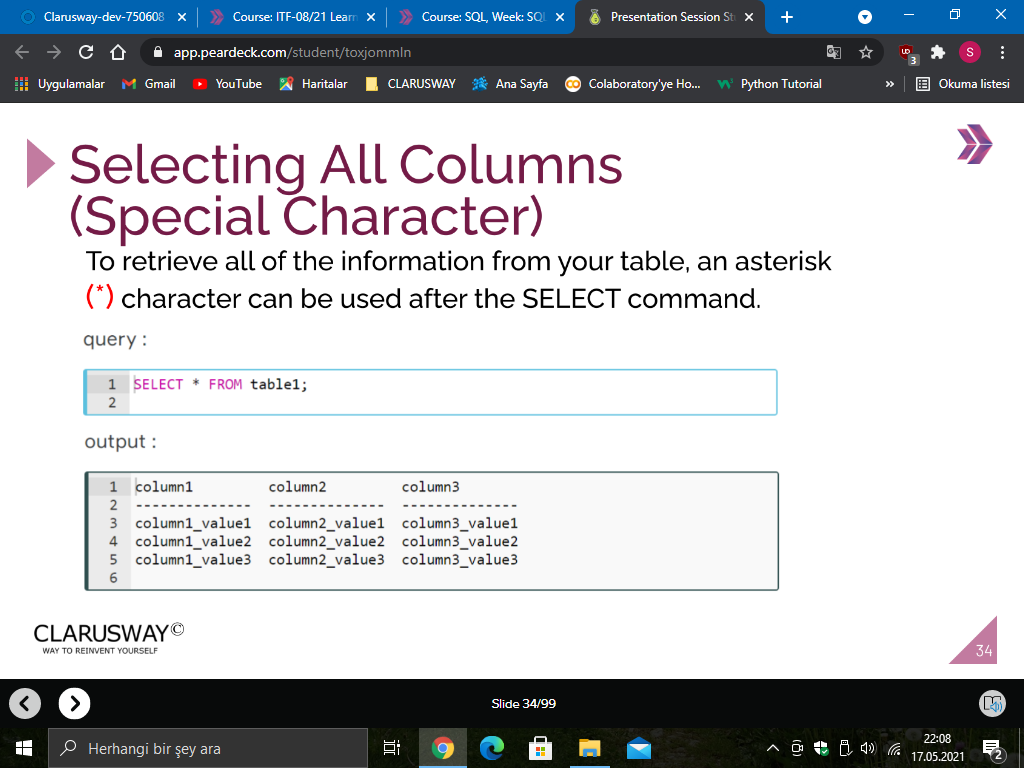 Clarusway-dev-750608
Course: ITF-08/21 Learn
Course: SQL, Week: SQL
Presentation Session St
app.peardeck.com/student/toxjommln
UD
3
S
Uygulamalar
Gmail
YouTube
Haritalar
CLARUSWAY
Ana Sayfa
Colaboratory'ye Ho...
Python Tutorial
»
Okuma listesi
Selecting All Columns
(Special Character)
To retrieve all of the information from your table, an asterisk
(*) character can be used after the SELECT command.
query :
1 SELECT * FROM table1;
2
output :
1 column1 column2 column3
2 -------------- -------------- --------------
3 column1_value1 column2_value1 column3_value1
4 column1_value2 column2_value2 column3_value2
5 column1_value3 column2_value3 column3_value3
6
CLARUSWAY©
WAY TO REINVENT YOURSELF
34
Slide 34/99
Herhangi bir şey ara
22:08
17.05.2021
2